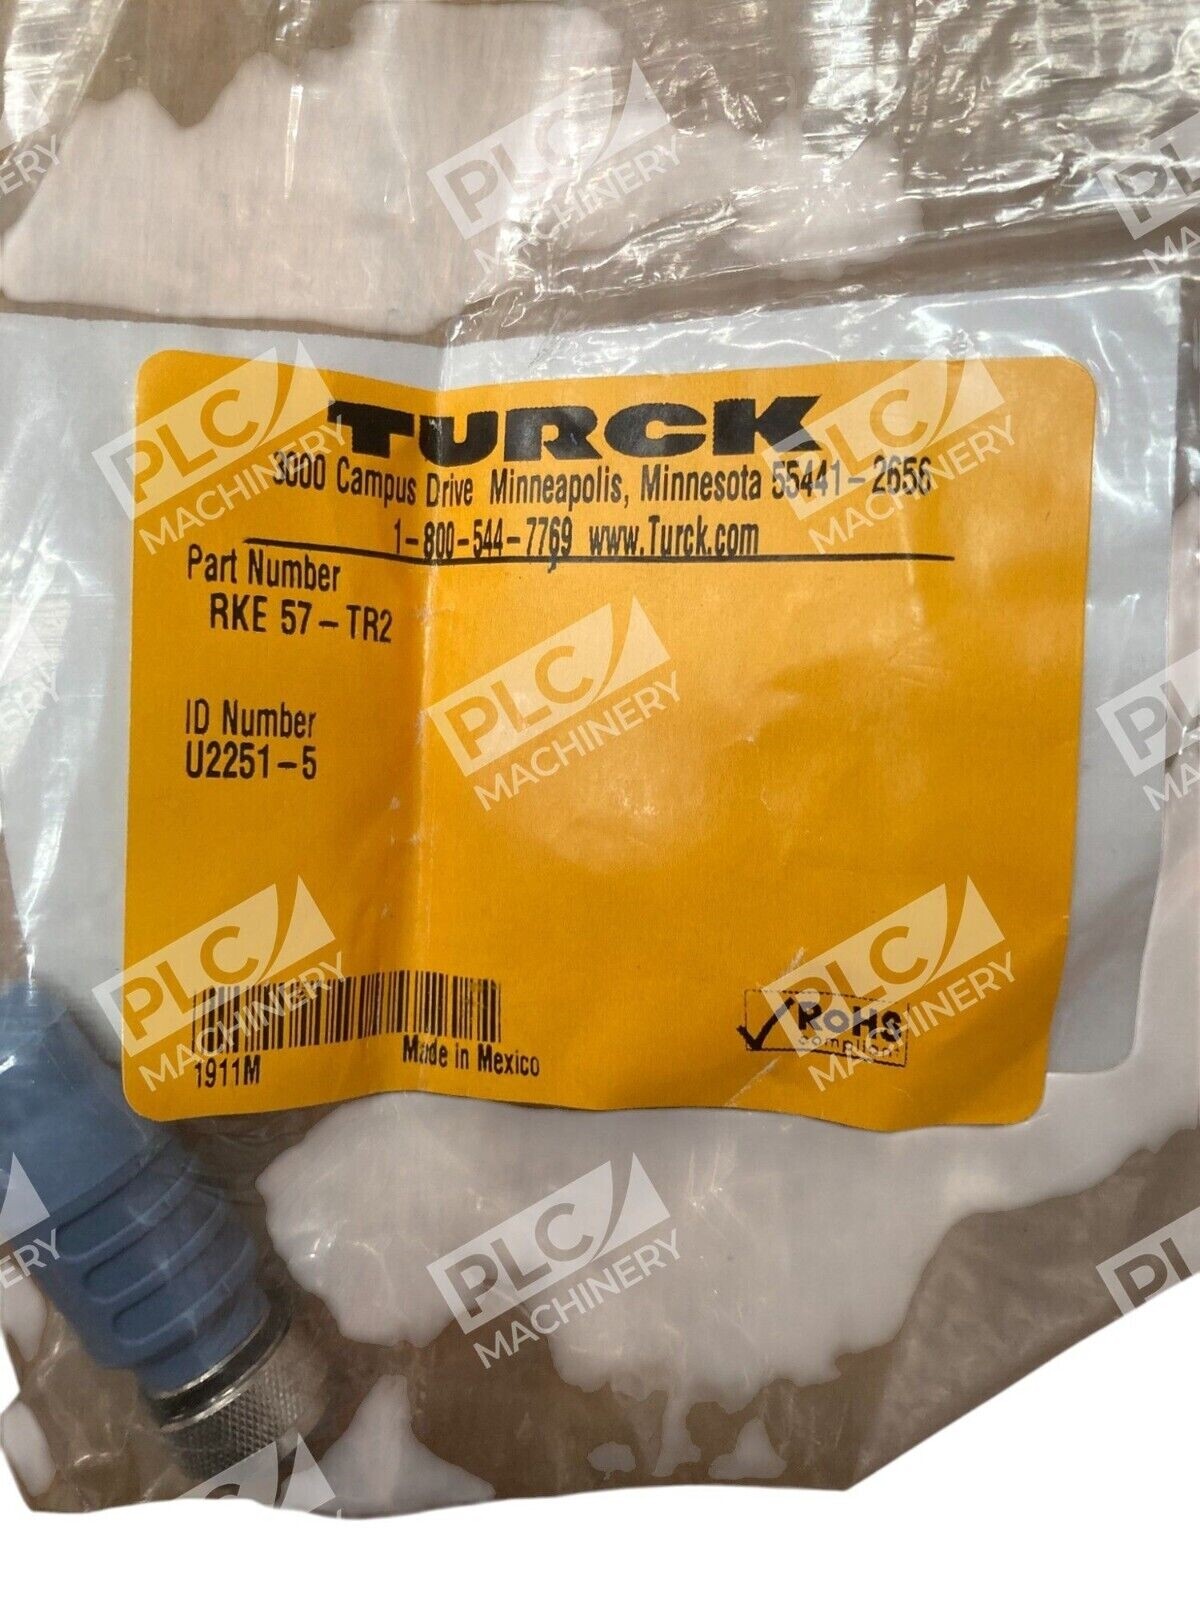 TURCK
3000 Campus Drive Minneapolis, Minnesota 55441-2656
1-800-544-7769 www.Turck.com
Part Number
RKE 57-TR2
ID Number
U2251-5
1911M
Made in Mexico
RoHS
compliant
PLC
MACHINERY